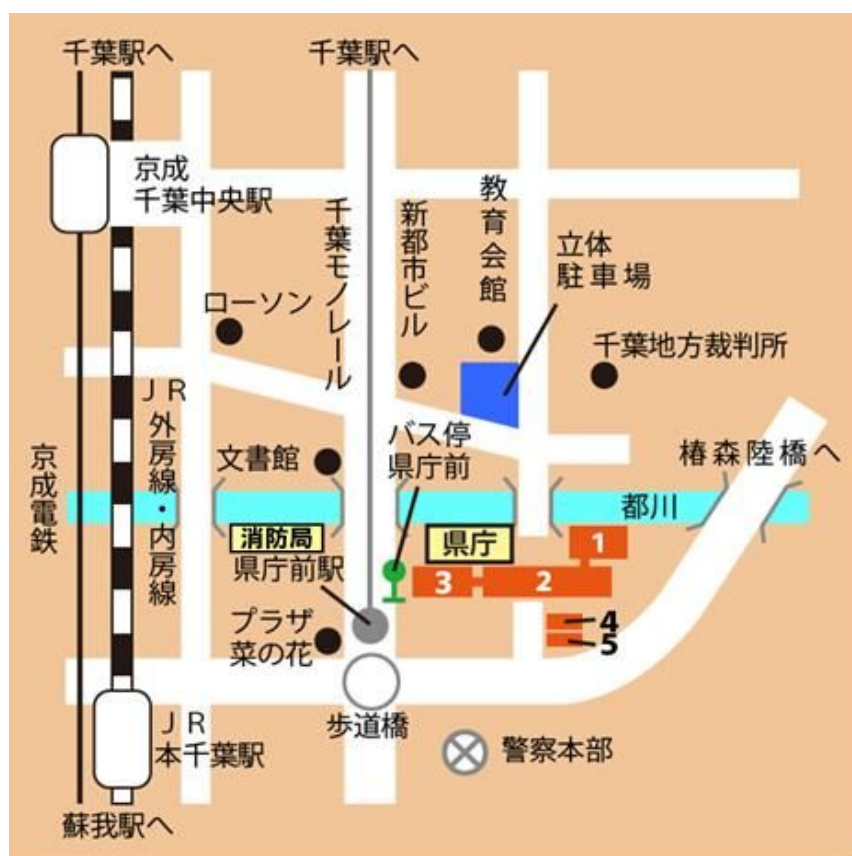 千葉駅へ
千葉駅へ
京成
千葉中央駅
千葉モノレール
新都市ビル
教育会館
立体
駐車場
ローソン
千葉地方裁判所
JR
外房線・内房線
京成電鉄
文書館
バス停
県庁前
椿森陸橋へ
都川
消防局
県庁
1
県庁前駅
3
2
プラザ
菜の花
4
5
歩道橋
JR
本千葉駅
警察本部
蘇我駅へ